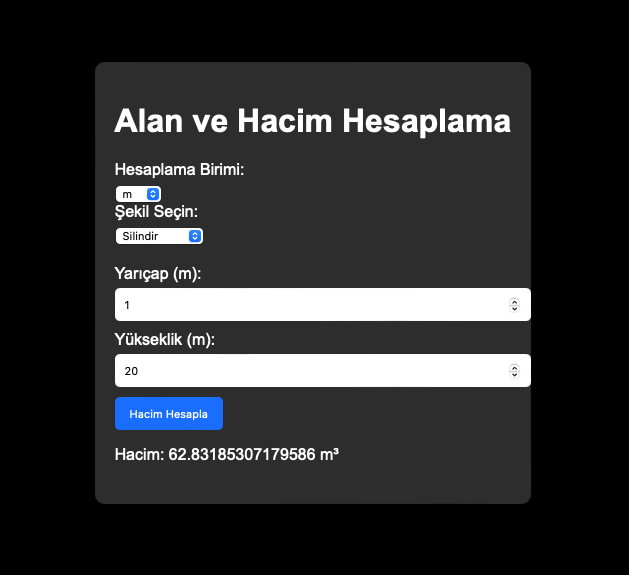 Alan ve Hacim Hesaplama
Hesaplama Birimi:
m
Şekil Seçin:
Silindir
Yarıçap (m):
1
Yükseklik (m):
20
Hacim Hesapla
Hacim: 62.83185307179586 m³